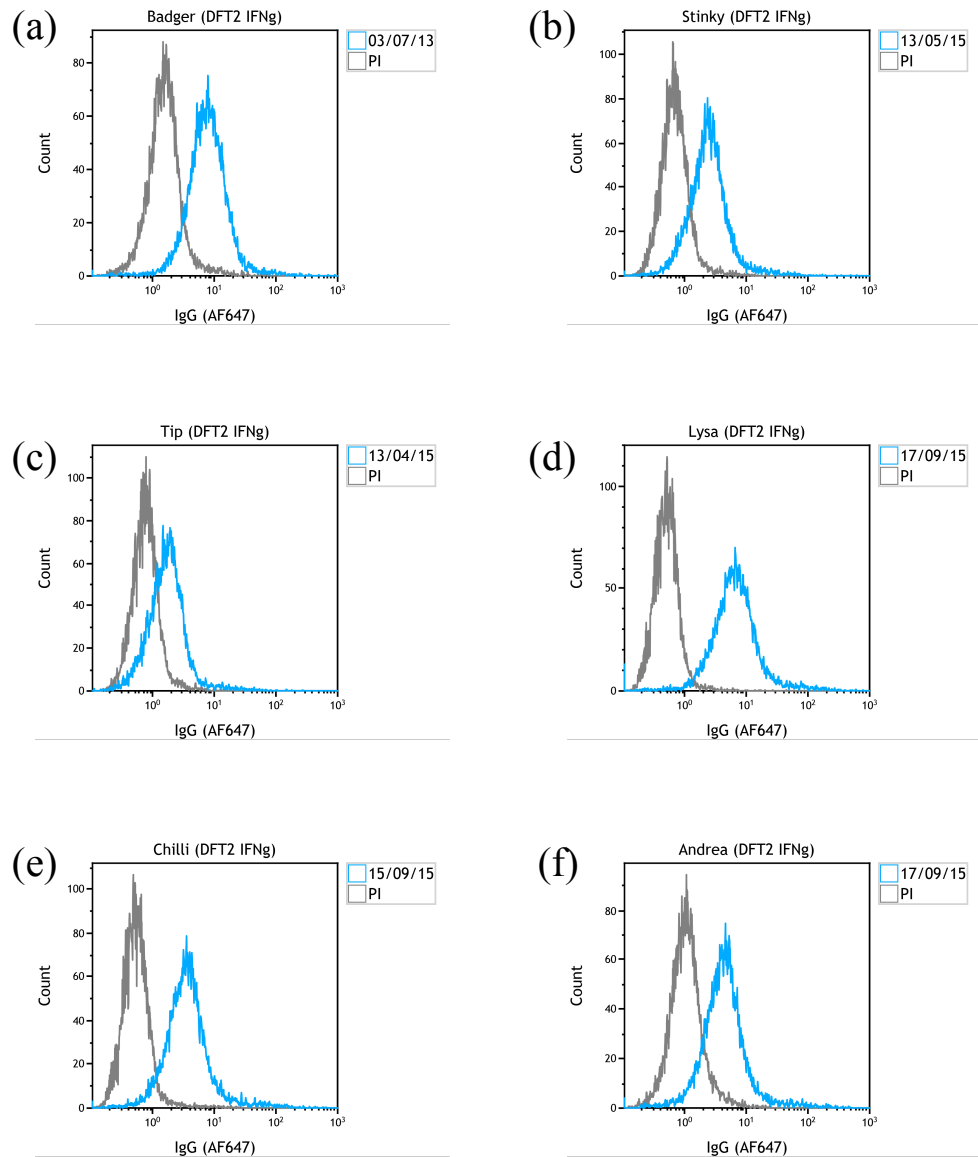 (a)
Badger (DFT2 IFNg)
03/07/13
PI
80
60
40
20
0
Count
10⁰ 10¹ 10² 10³
IgG (AF647)
(b)
Stinky (DFT2 IFNg)
13/05/15
PI
100
80
60
40
20
0
Count
10⁰ 10¹ 10² 10³
IgG (AF647)
(c)
Tip (DFT2 IFNg)
13/04/15
PI
100
80
60
40
20
0
Count
10⁰ 10¹ 10² 10³
IgG (AF647)
(d)
Lysa (DFT2 IFNg)
17/09/15
PI
100
50
0
Count
10⁰ 10¹ 10² 10³
IgG (AF647)
(e)
Chilli (DFT2 IFNg)
15/09/15
PI
100
80
60
40
20
0
Count
10⁰ 10¹ 10² 10³
IgG (AF647)
(f)
Andrea (DFT2 IFNg)
17/09/15
PI
80
60
40
20
0
Count
10⁰ 10¹ 10² 10³
IgG (AF647)